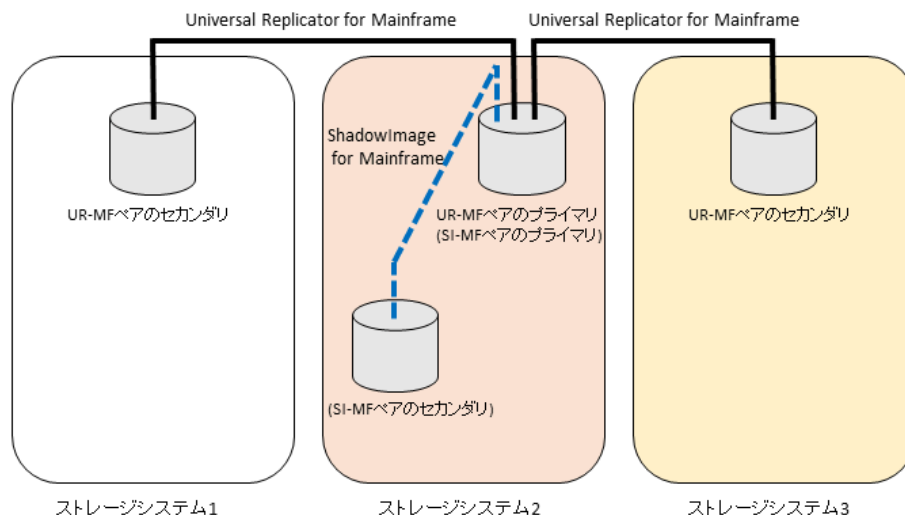 Universal Replicator for Mainframe
Universal Replicator for Mainframe
ShadowImage
for Mainframe
UR-MFペアのセカンダリ
UR-MFペアのプライマリ
(SI-MFペアのプライマリ)
UR-MFペアのセカンダリ
(SI-MFペアのセカンダリ)
ストレージシステム1
ストレージシステム2
ストレージシステム3